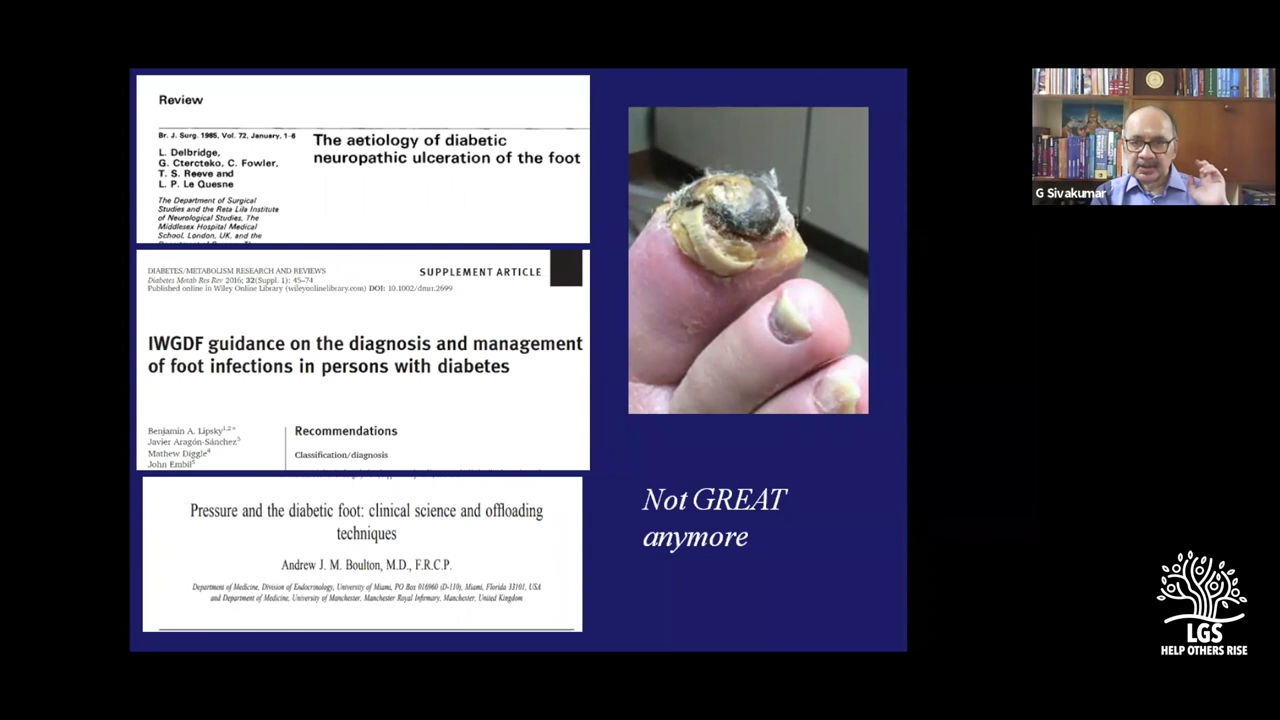 Review
Br. J. Surg. 1985, Vol. 72, January, 1-6
L. Delbridge,
G. Ctercteko, C. Fowler,
T. S. Reeve and
L. P. Le Quesne
The Department of Surgical
Studies and the Reta Lila Institute
of Neurological Studies, The
Middlesex Hospital Medical
School, London, UK, and the
The aetiology of diabetic
neuropathic ulceration of the foot
DIABETES/METABOLISM RESEARCH AND REVIEWS
Diabetes Metab Res Rev 2016; 32(Suppl. 1): 45–74
Published online in Wiley Online Library (wileyonlinelibrary.com) DOI: 10.1002/dmrr.2699
SUPPLEMENT ARTICLE
IWGDF guidance on the diagnosis and management
of foot infections in persons with diabetes
Benjamin A. Lipsky
Javier Aragón-Sánchez
Mathew Diggle
John Embil
Recommendations
Classification/diagnosis
Pressure and the diabetic foot: clinical science and offloading
techniques
Andrew J. M. Boulton, M.D., F.R.C.P.
Department of Medicine, Division of Endocrinology, University of Miami, PO Box 016960 (D-110), Miami, Florida 33101, USA
and Department of Medicine, University of Manchester, Manchester Royal Infirmary, Manchester, United Kingdom
Not GREAT
anymore
G Sivakumar
LGS
HELP OTHERS RISE